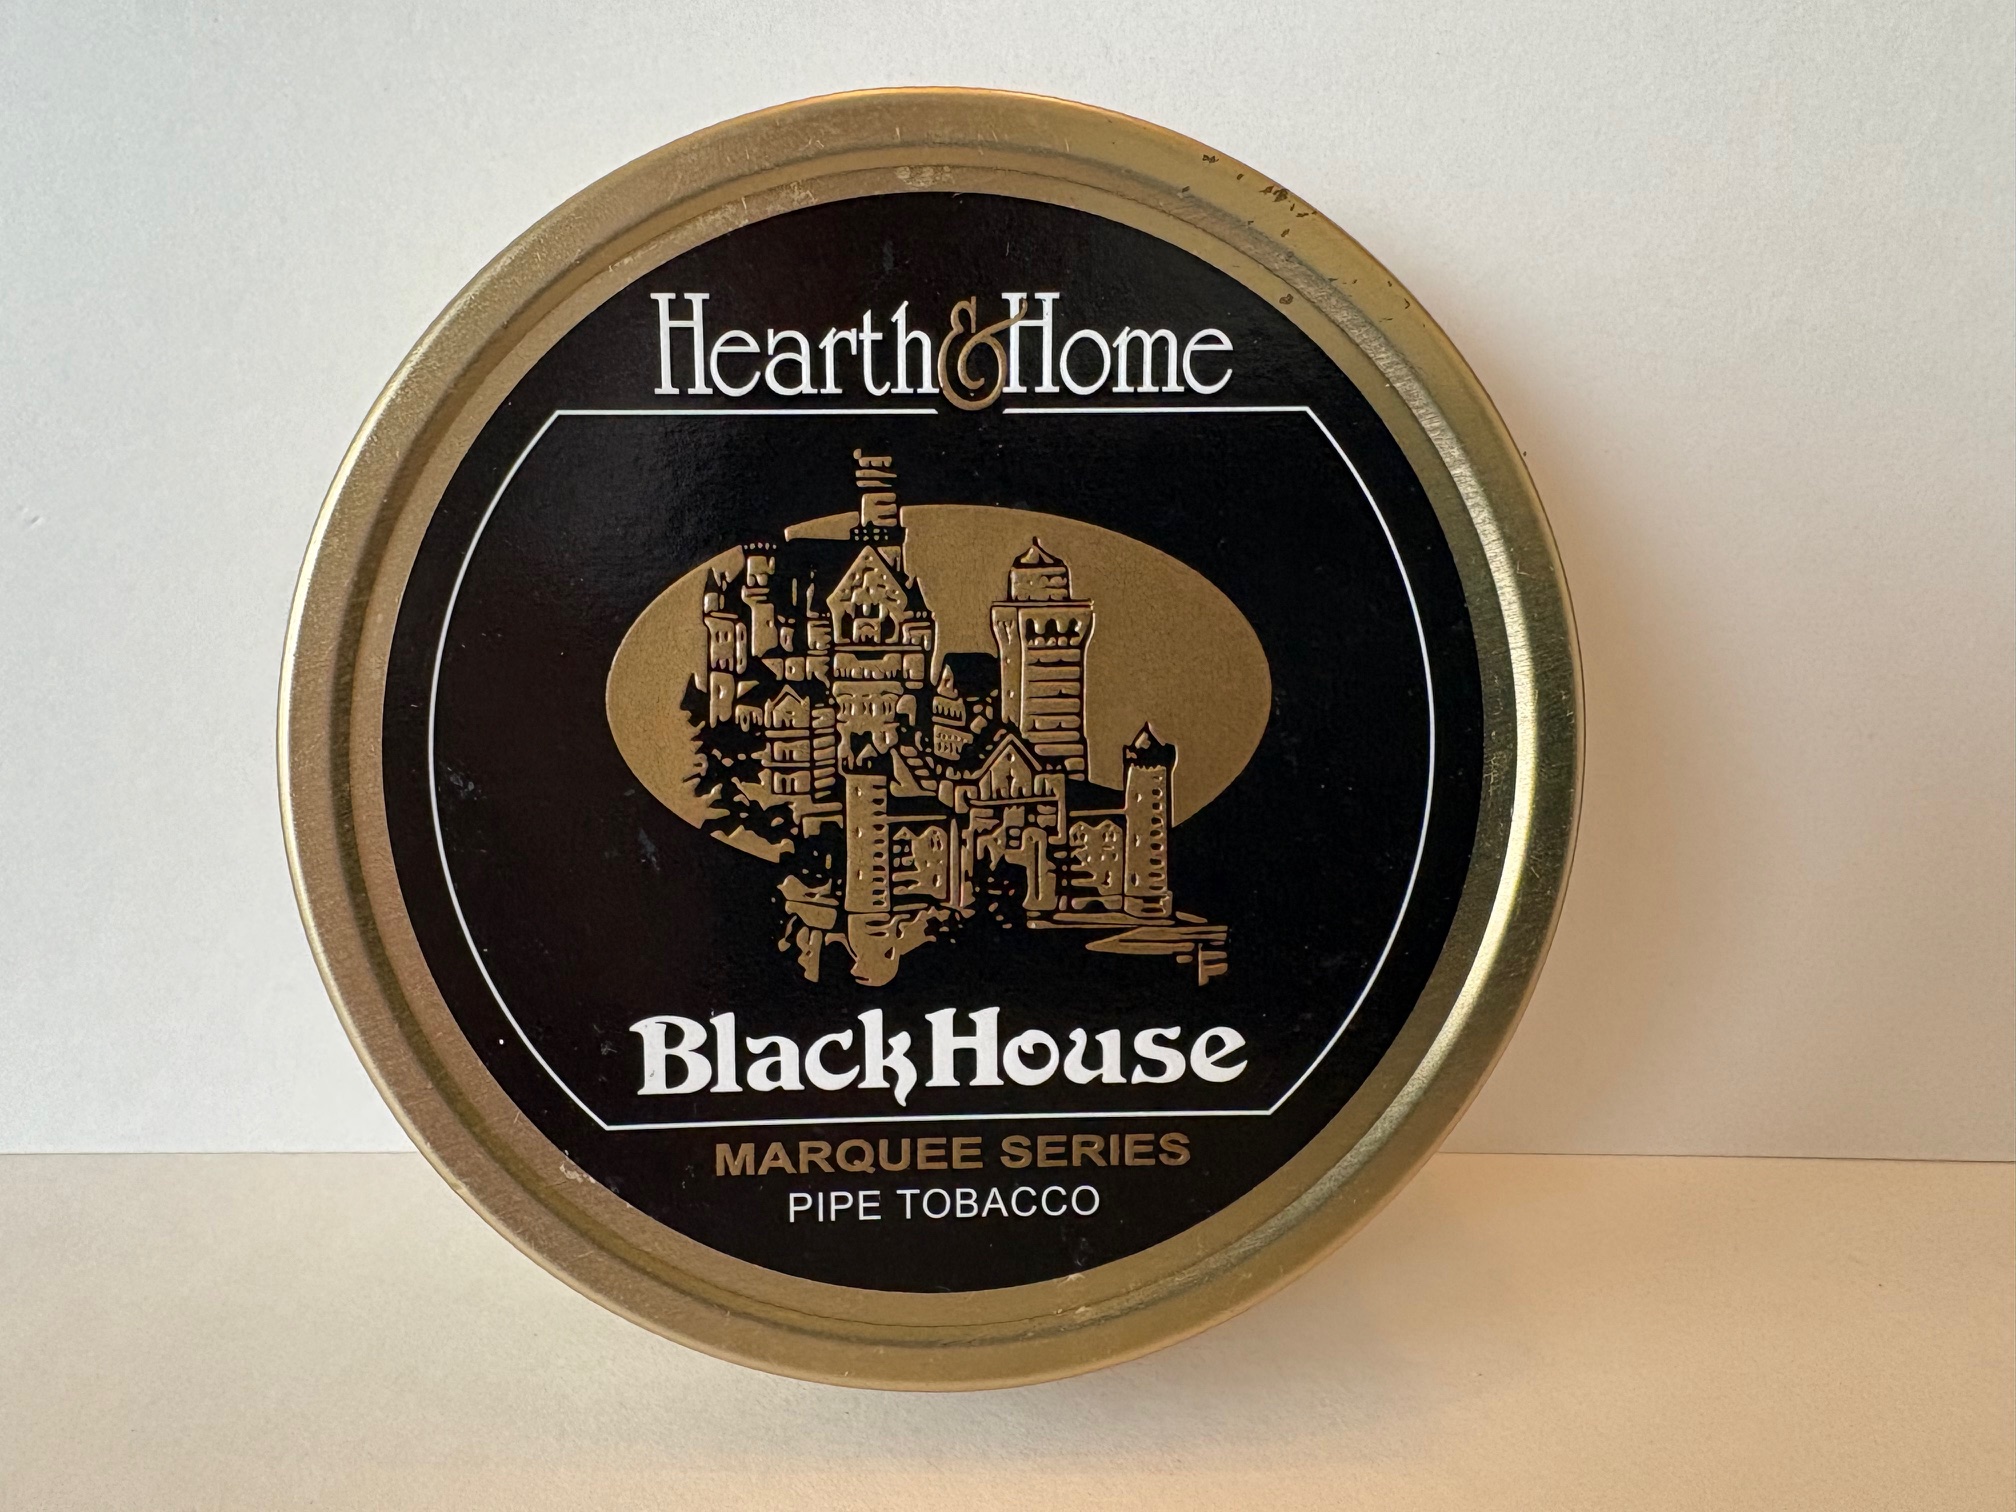 Hearth & Home
BlackHouse
MARQUEE SERIES
PIPE TOBACCO